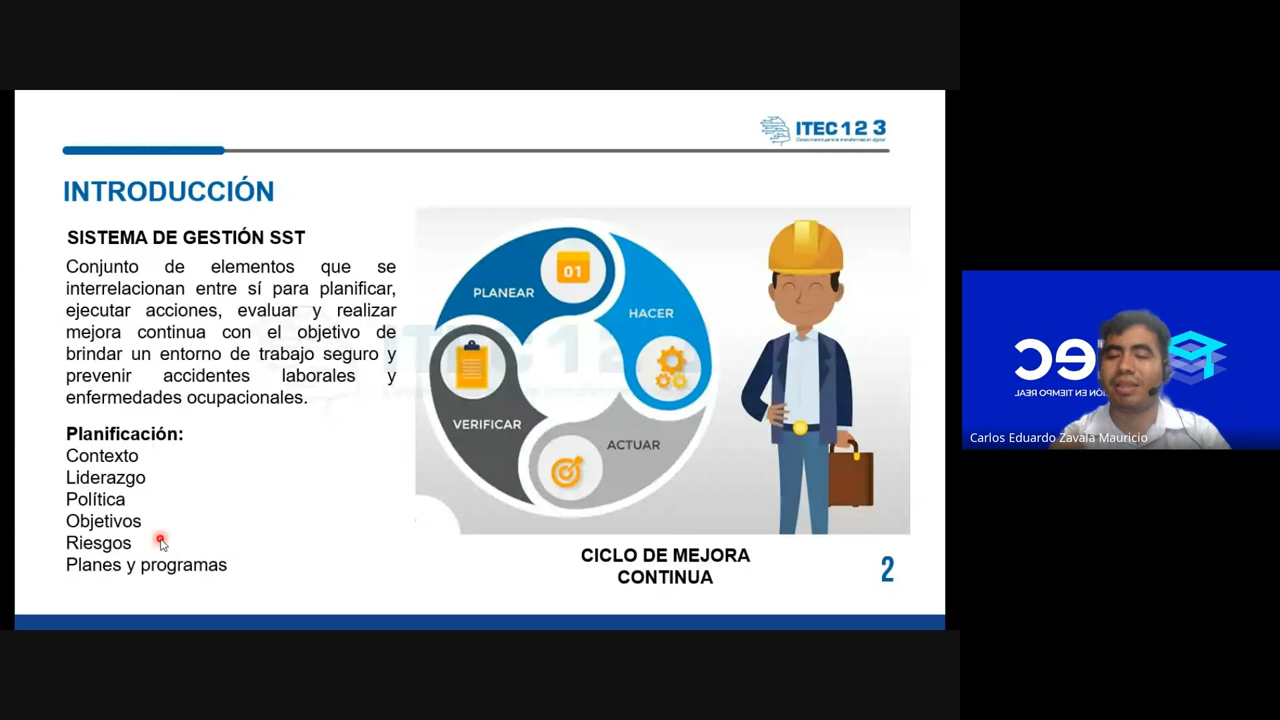 ITEC 1 2 3
INTRODUCCIÓN
SISTEMA DE GESTIÓN SST
Conjunto de elementos que se
interrelacionan entre sí para planificar,
ejecutar acciones, evaluar y realizar
mejora continua con el objetivo de
brindar un entorno de trabajo seguro y
prevenir accidentes laborales y
enfermedades ocupacionales.
Planificación:
Contexto
Liderazgo
Política
Objetivos
Riesgos
Planes y programas
01
PLANEAR
HACER
VERIFICAR
ACTUAR
CICLO DE MEJORA
CONTINUA
2
Carlos Eduardo Zavala Mauricio